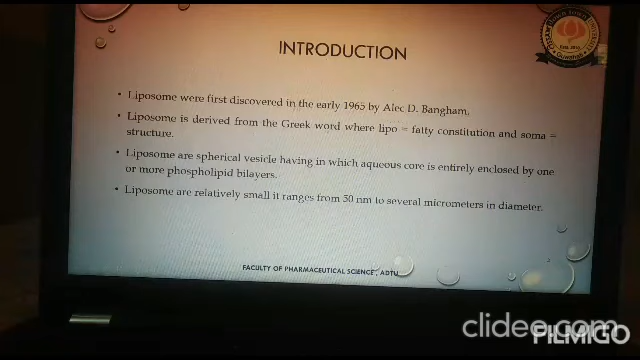 INTRODUCTION
• Liposome were first discovered in the early 1965 by Alec D. Bangham.
• Liposome is derived from the Greek word where lipo = fatty constitution and soma =
structure.
• Liposome are spherical vesicle having in which aqueous core is entirely enclosed by one
or more phospholipid bilayers.
• Liposome are relatively small it ranges from 50 nm to several micrometers in diameter.
FACULTY OF PHARMACEUTICAL SCIENCE, ADTU
clideo.com
FILMIGO